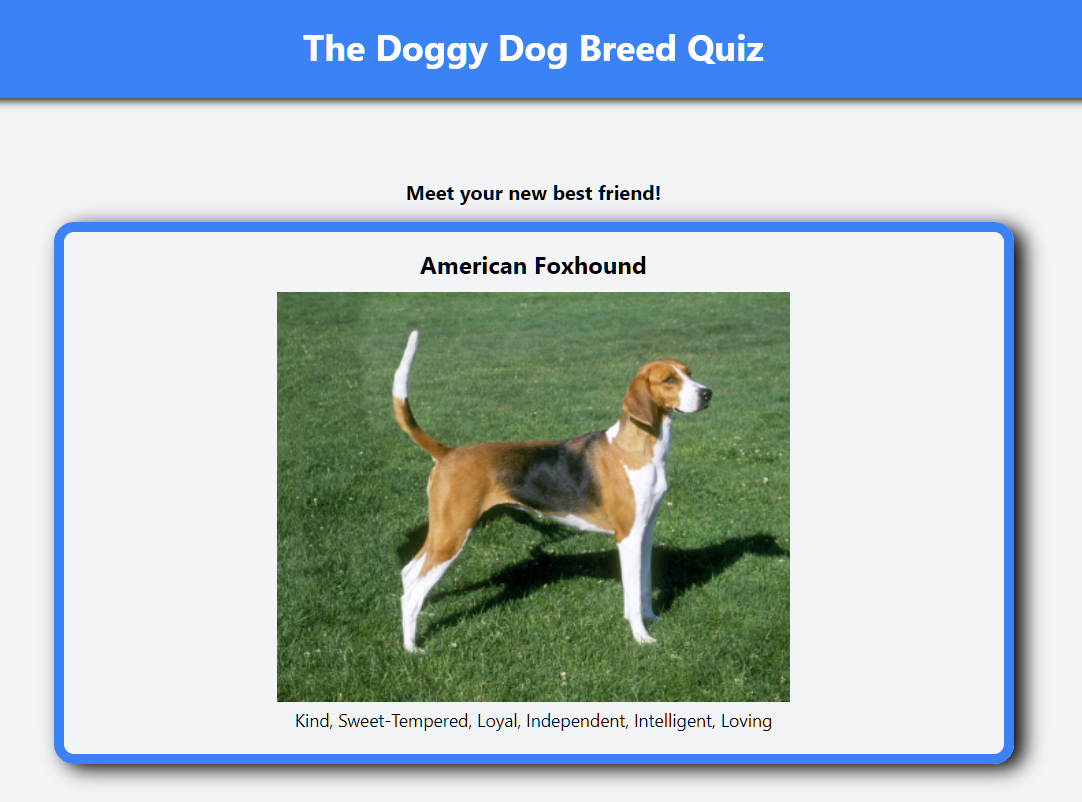 The Doggy Dog Breed Quiz
Meet your new best friend!
American Foxhound
Kind, Sweet-Tempered, Loyal, Independent, Intelligent, Loving